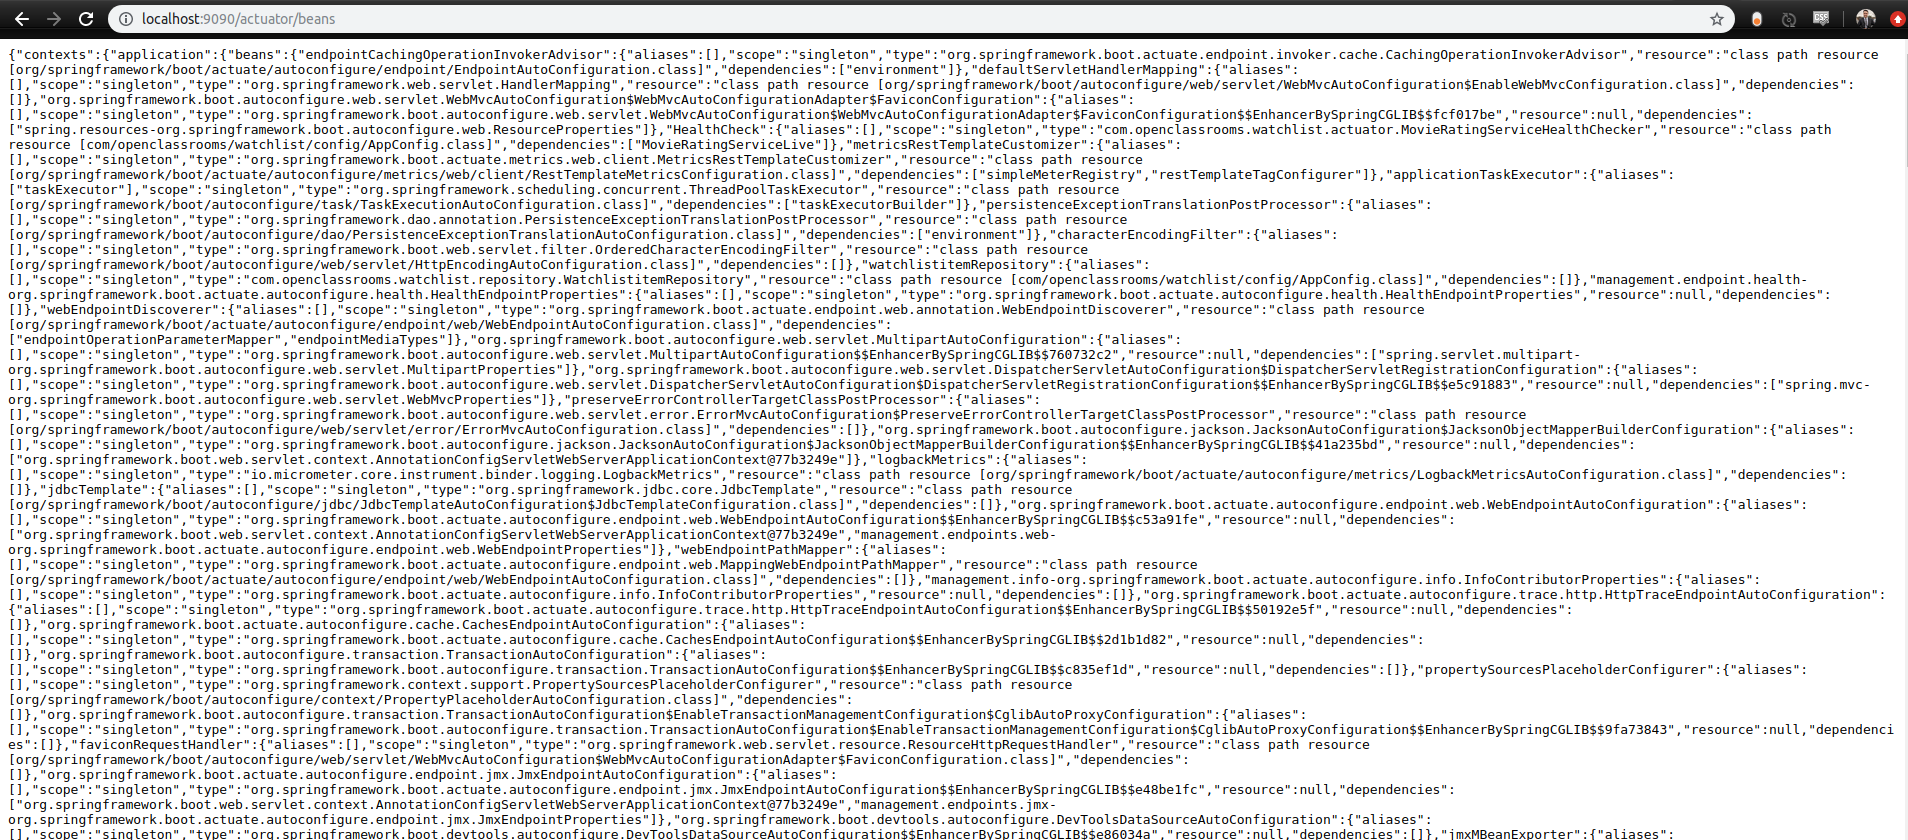 localhost:9090/actuator/beans
{"contexts":{"application":{"beans":{"endpointCachingOperationInvokerAdvisor":{"aliases":[],"scope":"singleton","type":"org.springframework.boot.actuate.endpoint.invoker.cache.CachingOperationInvokerAdvisor","resource":"class path resource
[org/springframework/boot/actuate/autoconfigure/endpoint/EndpointAutoConfiguration.class]","dependencies":["environment"]},"defaultServletHandlerMapping":{"aliases":
[],"scope":"singleton","type":"org.springframework.web.servlet.HandlerMapping","resource":"class path resource [org/springframework/boot/autoconfigure/web/servlet/WebMvcAutoConfiguration$EnableWebMvcConfiguration.class]","dependencies":
[]},"org.springframework.boot.autoconfigure.web.servlet.WebMvcAutoConfiguration$WebMvcAutoConfigurationAdapter$FaviconConfiguration":{"aliases":
[],"scope":"singleton","type":"org.springframework.boot.autoconfigure.web.servlet.WebMvcAutoConfiguration$WebMvcAutoConfigurationAdapter$FaviconConfiguration$$EnhancerBySpringCGLIB$$fcf017be","resource":null,"dependencies":
["spring.resources-org.springframework.boot.autoconfigure.web.ResourceProperties"]},"HealthCheck":{"aliases":[],"scope":"singleton","type":"com.openclassrooms.watchlist.actuator.MovieRatingServiceHealthChecker","resource":"class path
resource [com/openclassrooms/watchlist/config/AppConfig.class]","dependencies":["MovieRatingServiceLive"]},"metricsRestTemplateCustomizer":{"aliases":
[],"scope":"singleton","type":"org.springframework.boot.actuate.metrics.web.client.MetricsRestTemplateCustomizer","resource":"class path resource
[org/springframework/boot/actuate/autoconfigure/metrics/web/client/RestTemplateMetricsConfiguration.class]","dependencies":["simpleMeterRegistry","restTemplateTagConfigurer"]},"applicationTaskExecutor":{"aliases":
["taskExecutor"],"scope":"singleton","type":"org.springframework.scheduling.concurrent.ThreadPoolTaskExecutor","resource":"class path resource
[org/springframework/boot/autoconfigure/task/TaskExecutionAutoConfiguration.class]","dependencies":["taskExecutorBuilder"]},"persistenceExceptionTranslationPostProcessor":{"aliases":
[],"scope":"singleton","type":"org.springframework.dao.annotation.PersistenceExceptionTranslationPostProcessor","resource":"class path resource
[org/springframework/boot/autoconfigure/dao/PersistenceExceptionTranslationAutoConfiguration.class]","dependencies":["environment"]},"characterEncodingFilter":{"aliases":
[],"scope":"singleton","type":"org.springframework.boot.web.servlet.filter.OrderedCharacterEncodingFilter","resource":"class path resource
[org/springframework/boot/autoconfigure/web/servlet/HttpEncodingAutoConfiguration.class]","dependencies":[]},"watchlistitemRepository":{"aliases":
[],"scope":"singleton","type":"com.openclassrooms.watchlist.repository.WatchlistitemRepository","resource":"class path resource [com/openclassrooms/watchlist/config/AppConfig.class]","dependencies":[]},"management.endpoint.health-
org.springframework.boot.actuate.autoconfigure.health.HealthEndpointProperties":{"aliases":[],"scope":"singleton","type":"org.springframework.boot.actuate.autoconfigure.health.HealthEndpointProperties","resource":null,"dependencies":
[]},"webEndpointDiscoverer":{"aliases":[],"scope":"singleton","type":"org.springframework.boot.actuate.endpoint.web.annotation.WebEndpointDiscoverer","resource":"class path resource
[org/springframework/boot/actuate/autoconfigure/endpoint/web/WebEndpointAutoConfiguration.class]","dependencies":
["endpointOperationParameterMapper","endpointMediaTypes"]},"org.springframework.boot.autoconfigure.web.servlet.MultipartAutoConfiguration":{"aliases":
[],"scope":"singleton","type":"org.springframework.boot.autoconfigure.web.servlet.MultipartAutoConfiguration$$EnhancerBySpringCGLIB$$760732c2","resource":null,"dependencies":["spring.servlet.multipart-
org.springframework.boot.autoconfigure.web.servlet.MultipartProperties"]},"org.springframework.boot.autoconfigure.web.servlet.DispatcherServletAutoConfiguration$DispatcherServletRegistrationConfiguration":{"aliases":
[],"scope":"singleton","type":"org.springframework.boot.autoconfigure.web.servlet.DispatcherServletAutoConfiguration$DispatcherServletRegistrationConfiguration$$EnhancerBySpringCGLIB$$e5c91883","resource":null,"dependencies":["spring.mvc-
org.springframework.boot.autoconfigure.web.servlet.WebMvcProperties"]},"preserveErrorControllerTargetClassPostProcessor":{"aliases":
[],"scope":"singleton","type":"org.springframework.boot.autoconfigure.web.servlet.error.ErrorMvcAutoConfiguration$PreserveErrorControllerTargetClassPostProcessor","resource":"class path resource
[org/springframework/boot/autoconfigure/web/servlet/error/ErrorMvcAutoConfiguration.class]","dependencies":[]},"org.springframework.boot.autoconfigure.jackson.JacksonAutoConfiguration$JacksonObjectMapperBuilderConfiguration":{"aliases":
[],"scope":"singleton","type":"org.springframework.boot.autoconfigure.jackson.JacksonAutoConfiguration$JacksonObjectMapperBuilderConfiguration$$EnhancerBySpringCGLIB$$41a235bd","resource":null,"dependencies":
["org.springframework.boot.web.servlet.context.AnnotationConfigServletWebServerApplicationContext@77b3249e"]},"logbackMetrics":{"aliases":
[],"scope":"singleton","type":"io.micrometer.core.instrument.binder.logging.LogbackMetrics","resource":"class path resource [org/springframework/boot/actuate/autoconfigure/metrics/LogbackMetricsAutoConfiguration.class]","dependencies":
[]},"jdbcTemplate":{"aliases":[],"scope":"singleton","type":"org.springframework.jdbc.core.JdbcTemplate","resource":"class path resource
[org/springframework/boot/autoconfigure/jdbc/JdbcTemplateAutoConfiguration$JdbcTemplateConfiguration.class]","dependencies":[]},"org.springframework.boot.actuate.autoconfigure.endpoint.web.WebEndpointAutoConfiguration":{"aliases":
[],"scope":"singleton","type":"org.springframework.boot.actuate.autoconfigure.endpoint.web.WebEndpointAutoConfiguration$$EnhancerBySpringCGLIB$$c53a91fe","resource":null,"dependencies":
["org.springframework.boot.web.servlet.context.AnnotationConfigServletWebServerApplicationContext@77b3249e","management.endpoints.web-
org.springframework.boot.actuate.autoconfigure.endpoint.web.WebEndpointProperties"]},"webEndpointPathMapper":{"aliases":
[],"scope":"singleton","type":"org.springframework.boot.actuate.autoconfigure.endpoint.web.MappingWebEndpointPathMapper","resource":"class path resource
[org/springframework/boot/actuate/autoconfigure/endpoint/web/WebEndpointAutoConfiguration.class]","dependencies":[]},"management.info-org.springframework.boot.actuate.autoconfigure.info.InfoContributorProperties":{"aliases":
[],"scope":"singleton","type":"org.springframework.boot.actuate.autoconfigure.info.InfoContributorProperties","resource":null,"dependencies":[]},"org.springframework.boot.actuate.autoconfigure.trace.http.HttpTraceEndpointAutoConfiguration":
{"aliases":[],"scope":"singleton","type":"org.springframework.boot.actuate.autoconfigure.trace.http.HttpTraceEndpointAutoConfiguration$$EnhancerBySpringCGLIB$$50192e5f","resource":null,"dependencies":
[]},"org.springframework.boot.actuate.autoconfigure.cache.CachesEndpointAutoConfiguration":{"aliases":
[],"scope":"singleton","type":"org.springframework.boot.actuate.autoconfigure.cache.CachesEndpointAutoConfiguration$$EnhancerBySpringCGLIB$$2d1b1d82","resource":null,"dependencies":
[]},"org.springframework.boot.autoconfigure.transaction.TransactionAutoConfiguration":{"aliases":
[],"scope":"singleton","type":"org.springframework.boot.autoconfigure.transaction.TransactionAutoConfiguration$$EnhancerBySpringCGLIB$$c835ef1d","resource":null,"dependencies":[]},"propertySourcesPlaceholderConfigurer":{"aliases":
[],"scope":"singleton","type":"org.springframework.context.support.PropertySourcesPlaceholderConfigurer","resource":"class path resource
[org/springframework/boot/autoconfigure/context/PropertyPlaceholderAutoConfiguration.class]","dependencies":
[]},"org.springframework.boot.autoconfigure.transaction.TransactionAutoConfiguration$EnableTransactionManagementConfiguration$CglibAutoProxyConfiguration":{"aliases":
[],"scope":"singleton","type":"org.springframework.boot.autoconfigure.transaction.TransactionAutoConfiguration$EnableTransactionManagementConfiguration$CglibAutoProxyConfiguration$$EnhancerBySpringCGLIB$$9fa73843","resource":null,"dependenci
es":[]},"faviconRequestHandler":{"aliases":[],"scope":"singleton","type":"org.springframework.web.servlet.resource.ResourceHttpRequestHandler","resource":"class path resource
[org/springframework/boot/autoconfigure/web/servlet/WebMvcAutoConfiguration$WebMvcAutoConfigurationAdapter$FaviconConfiguration.class]","dependencies":
[]},"org.springframework.boot.actuate.autoconfigure.endpoint.jmx.JmxEndpointAutoConfiguration":{"aliases":
[],"scope":"singleton","type":"org.springframework.boot.actuate.autoconfigure.endpoint.jmx.JmxEndpointAutoConfiguration$$EnhancerBySpringCGLIB$$e48be1fc","resource":null,"dependencies":
["org.springframework.boot.web.servlet.context.AnnotationConfigServletWebServerApplicationContext@77b3249e","management.endpoints.jmx-
org.springframework.boot.actuate.autoconfigure.endpoint.jmx.JmxEndpointProperties"]},"org.springframework.boot.devtools.autoconfigure.DevToolsDataSourceAutoConfiguration":{"aliases":
[],"scope":"singleton","type":"org.springframework.boot.devtools.autoconfigure.DevToolsDataSourceAutoConfiguration$$EnhancerBySpringCGLIB$$e86034a","resource":null,"dependencies":[]},"jmxMBeanExporter":{"aliases":